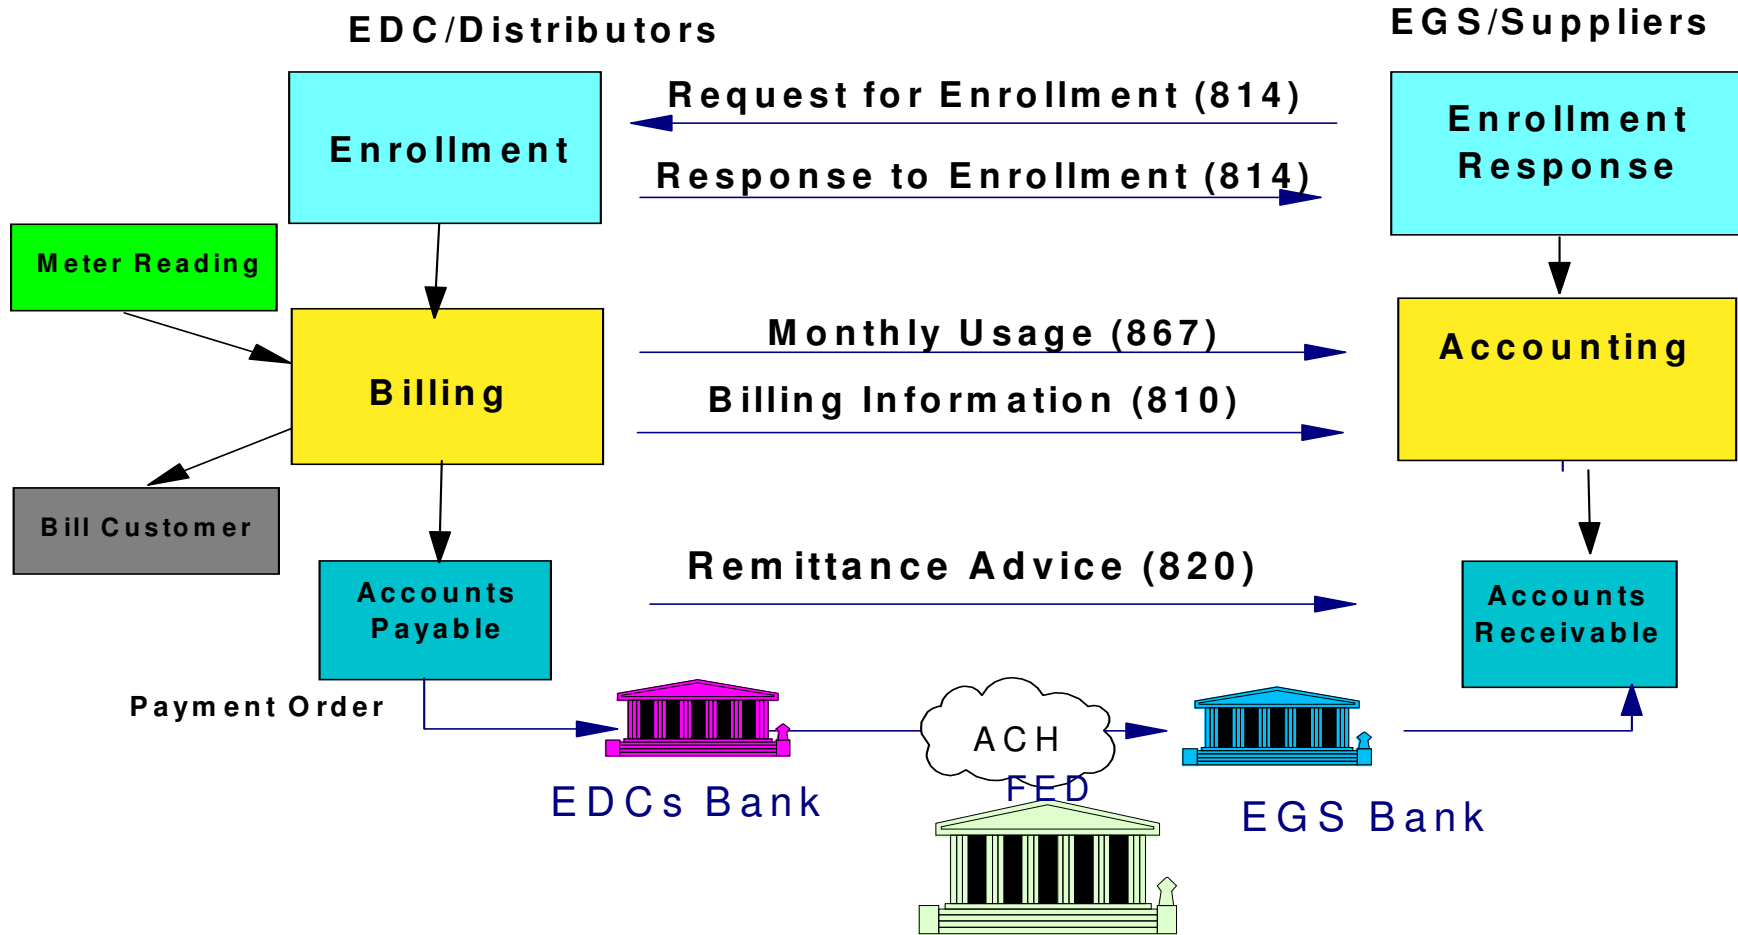 EDC/Distributors
EGS/Suppliers
Request for Enrollment (814)
Enrollment
Enrollment
Response
Response to Enrollment (814)
Meter Reading
Monthly Usage (867)
Accounting
Billing
Billing Information (810)
Bill Customer
Remittance Advice (820)
Accounts
Payable
Accounts
Receivable
Payment Order
ACH
FED
EDCs Bank
EGS Bank